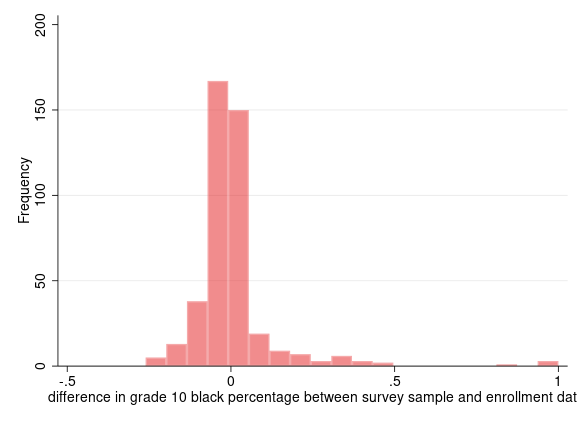 200
150
100
50
0
Frequency
-.5 0 .5 1
difference in grade 10 black percentage between survey sample and enrollment dat